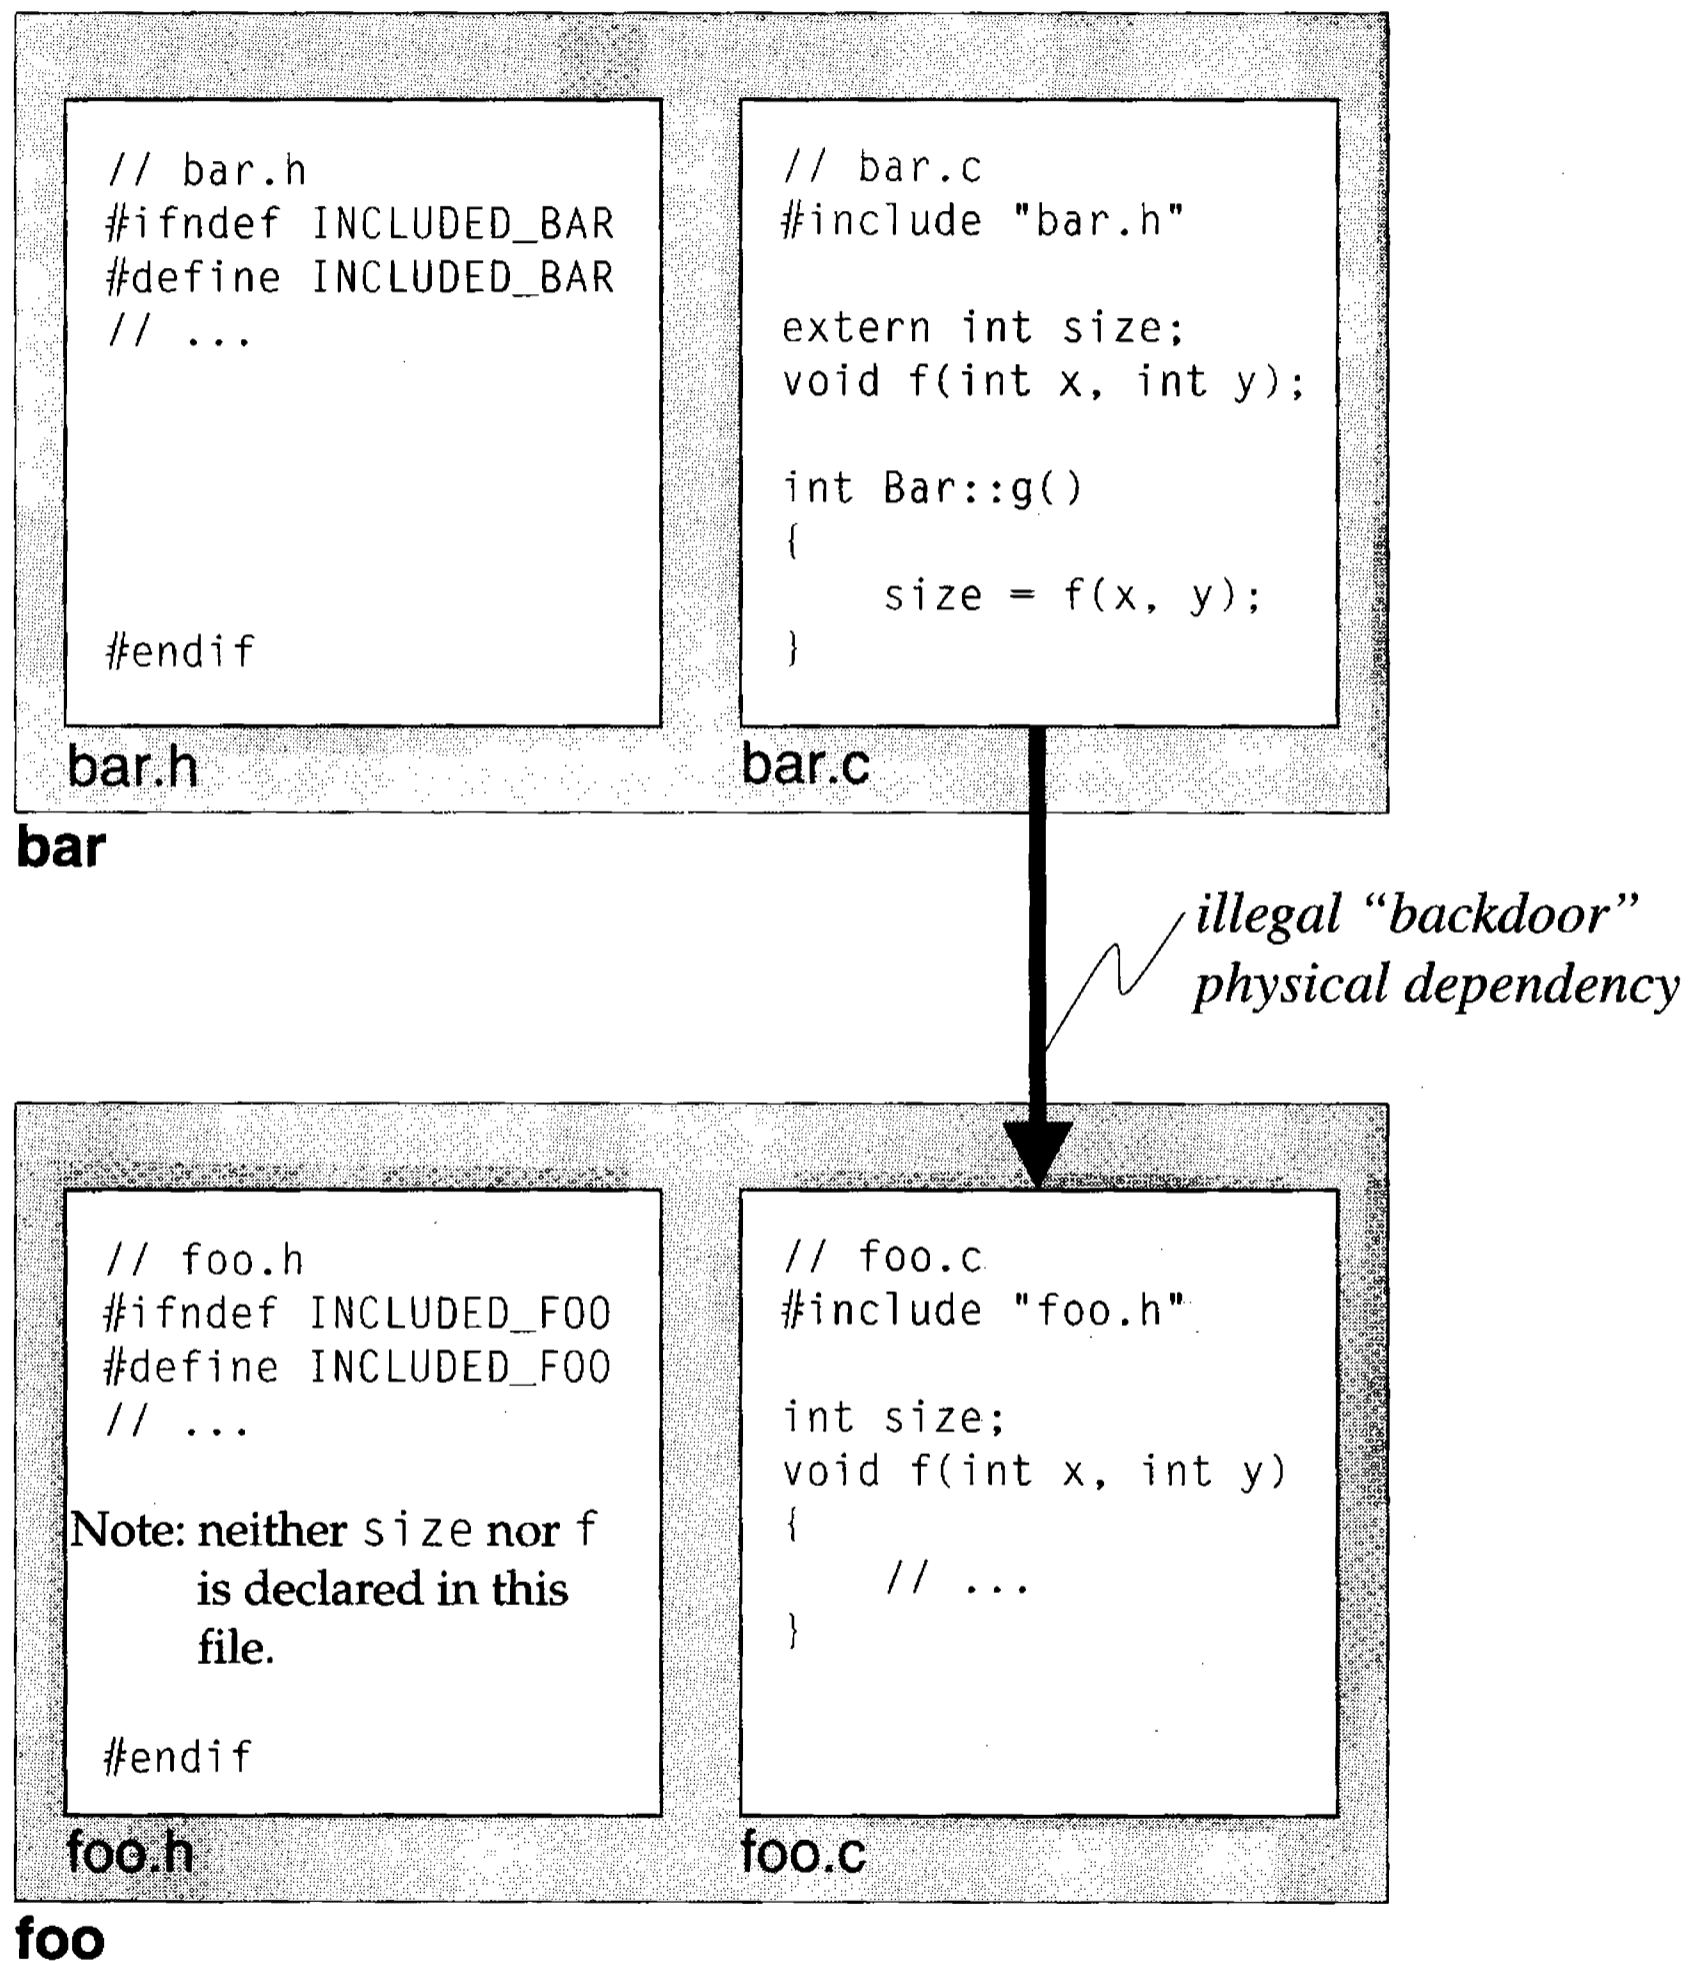 // bar.h
#ifndef INCLUDED_BAR
#define INCLUDED_BAR
// ...
#endif
bar.h
// bar.c
#include "bar.h"
extern int size;
void f(int x, int y);
int Bar::g()
{
    size = f(x, y);
}
bar.c
bar
illegal “backdoor”
physical dependency
// foo.h
#ifndef INCLUDED_FOO
#define INCLUDED_FOO
// ...
Note: neither size nor f
is declared in this
file.
#endif
foo.h
// foo.c
#include "foo.h"
int size;
void f(int x, int y)
{
    // ...
}
foo.c
foo